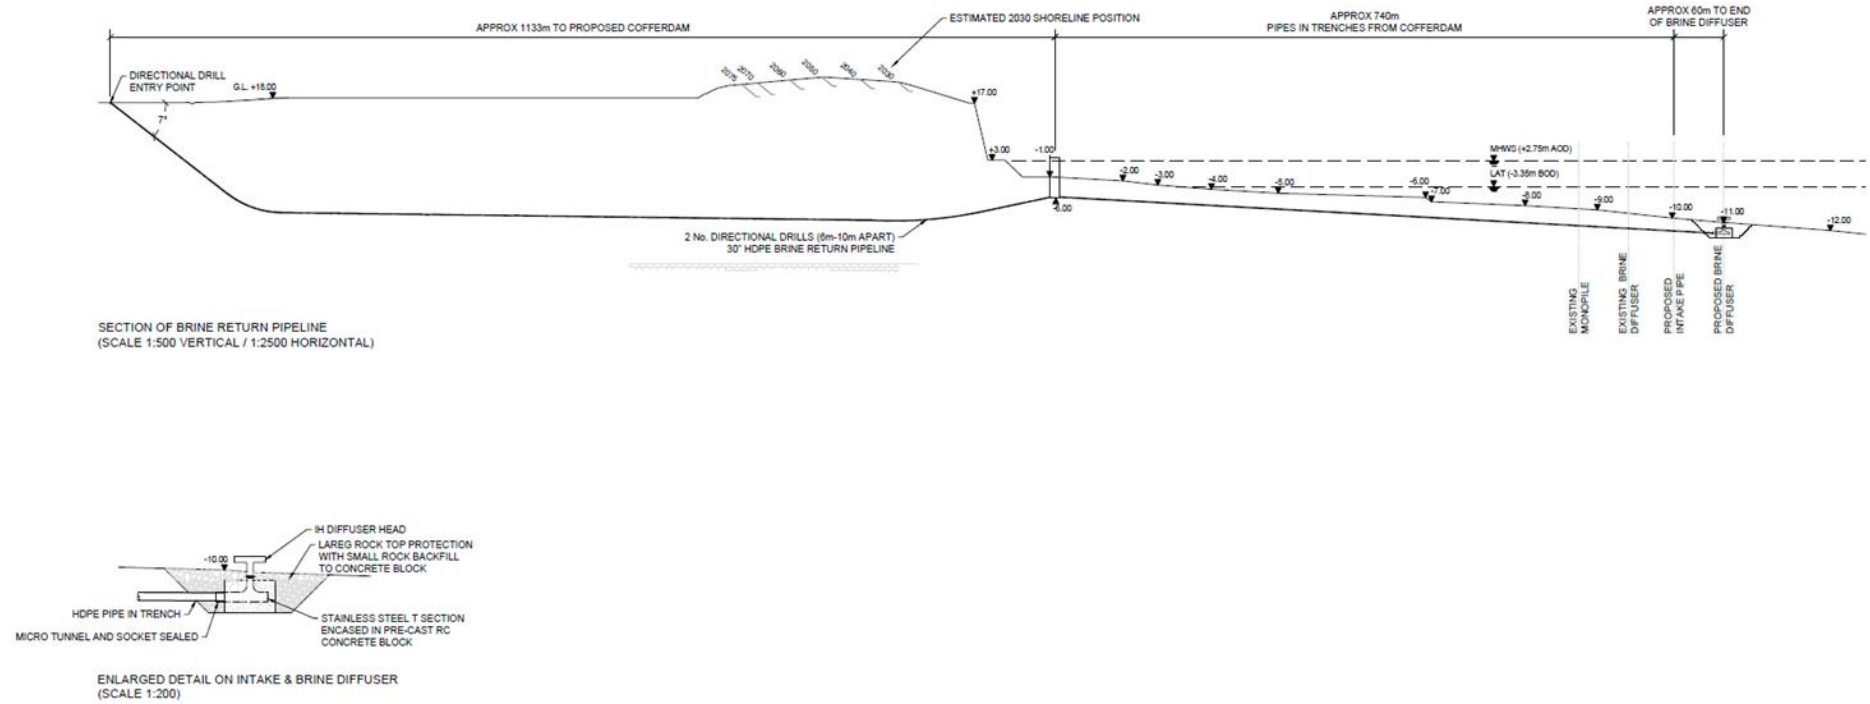 APPROX 1133m TO PROPOSED COFFERDAM
ESTIMATED 2030 SHORELINE POSITION
APPROX 740m
PIPES IN TRENCHES FROM COFFERDAM
APPROX 60m TO END
OF BRINE DIFFUSER
DIRECTIONAL DRILL
ENTRY POINT
G.L. +18.00
7°
2075
2070
2060
2050
2040
2030
+17.00
+3.00
-1.00
MHWS (+2.75m AOD)
LAT (-3.35m BOD)
-2.00
-3.00
-4.00
-5.00
-6.00
-7.00
-8.00
-9.00
-10.00
-11.00
-12.00
2 No. DIRECTIONAL DRILLS (6m-10m APART)
30" HDPE BRINE RETURN PIPELINE
EXISTING
MONOPILE
EXISTING BRINE
DIFFUSER
PROPOSED
INTAKE PIPE
PROPOSED BRINE
DIFFUSER
SECTION OF BRINE RETURN PIPELINE
(SCALE 1:500 VERTICAL / 1:2500 HORIZONTAL)
IH DIFFUSER HEAD
LAREG ROCK TOP PROTECTION
WITH SMALL ROCK BACKFILL
TO CONCRETE BLOCK
-10.00
HDPE PIPE IN TRENCH
MICRO TUNNEL AND SOCKET SEALED
STAINLESS STEEL T SECTION
ENCASED IN PRE-CAST RC
CONCRETE BLOCK
ENLARGED DETAIL ON INTAKE & BRINE DIFFUSER
(SCALE 1:200)